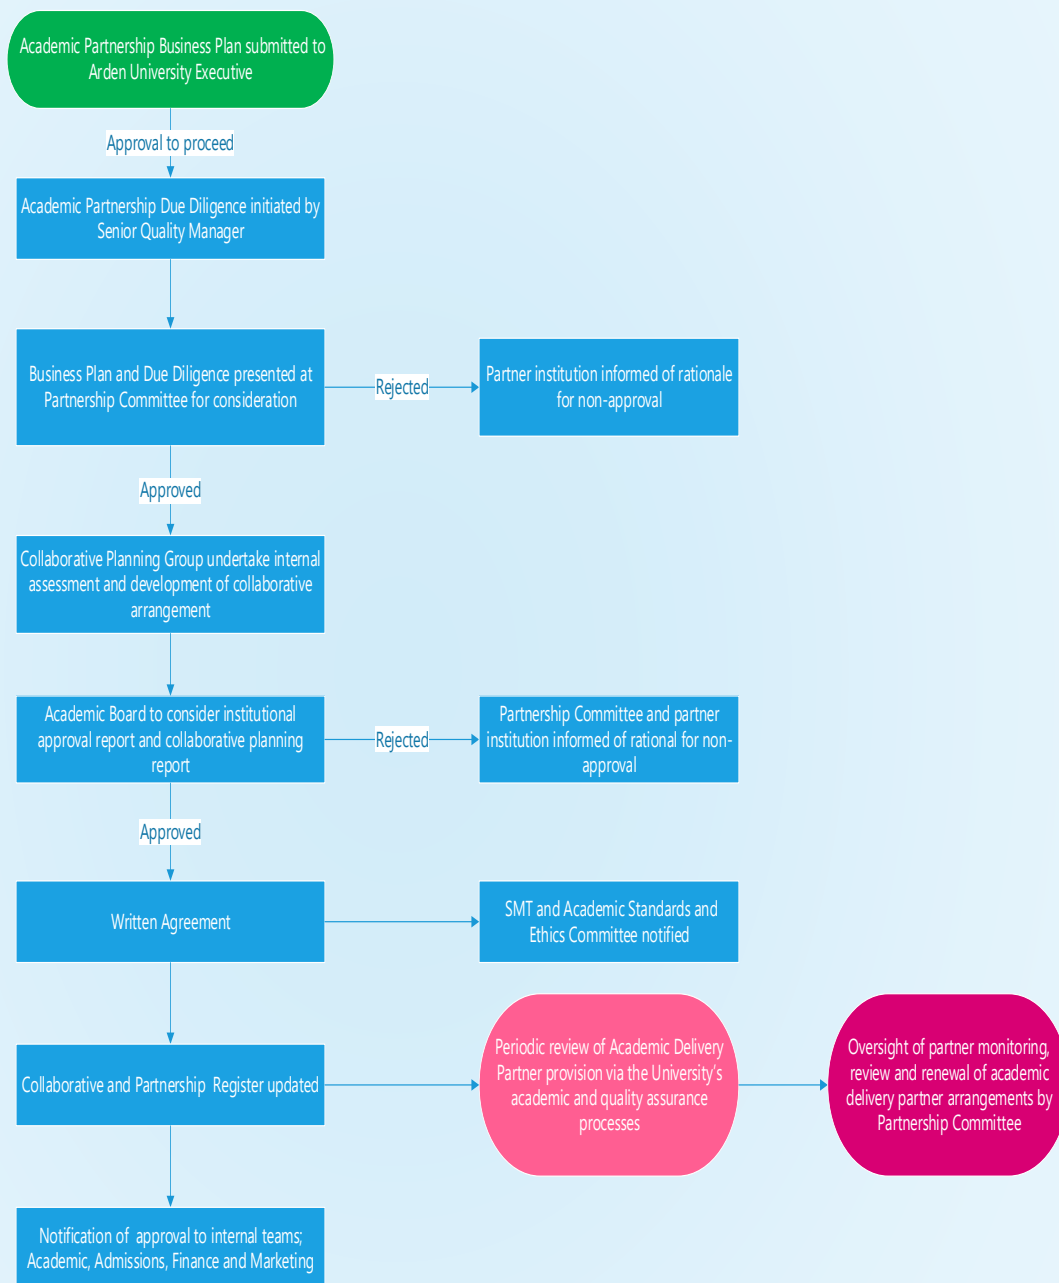 Academic Partnership Business Plan submitted to
Arden University Executive
Approval to proceed
Academic Partnership Due Diligence initiated by
Senior Quality Manager
Business Plan and Due Diligence presented at
Partnership Committee for consideration
Rejected
Partner institution informed of rationale
for non-approval
Approved
Collaborative Planning Group undertake internal
assessment and development of collaborative
arrangement
Academic Board to consider institutional
approval report and collaborative planning
report
Rejected
Partnership Committee and partner
institution informed of rational for non-
approval
Approved
Written Agreement
SMT and Academic Standards and
Ethics Committee notified
Collaborative and Partnership Register updated
Periodic review of Academic Delivery
Partner provision via the University's
academic and quality assurance
processes
Oversight of partner monitoring,
review and renewal of academic
delivery partner arrangements by
Partnership Committee
Notification of approval to internal teams;
Academic, Admissions, Finance and Marketing